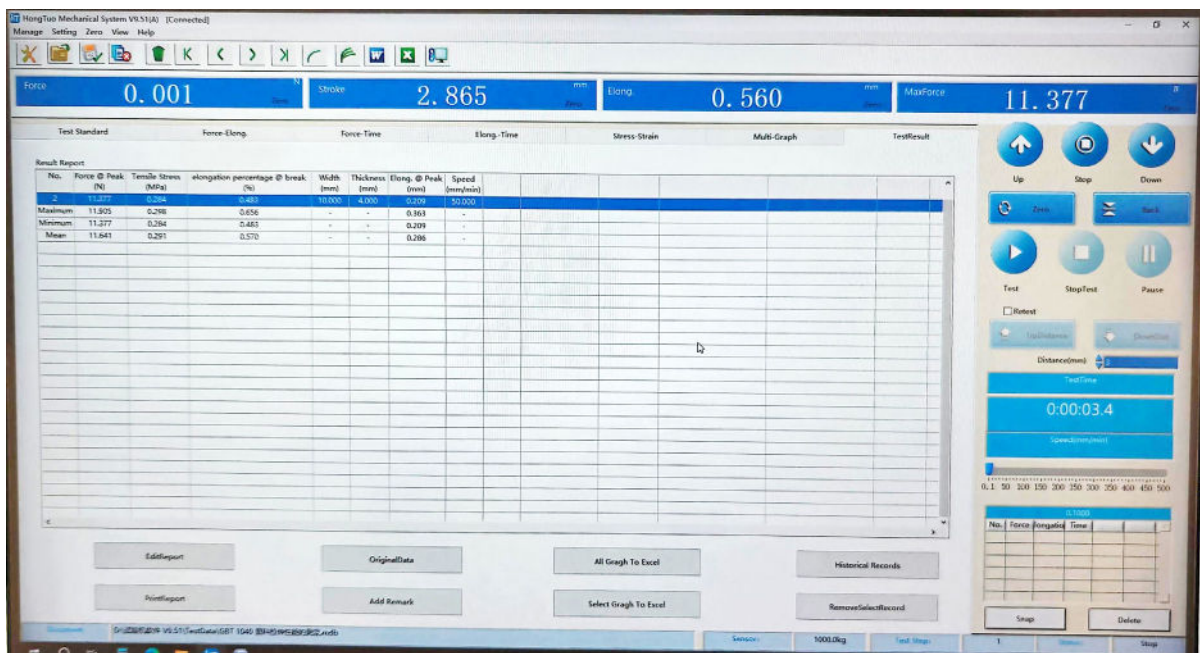 HongTuo Mechanical System V9.51(A) [Connected]
Manage Setting Zero View Help
Force N Stroke mm Elong. mm MaxForce
0.001 2.865 0.560 11.377
Zero Zero
Test Standard Force-Elong. Force-Time Elong.-Time Stress-Strain Multi-Graph TestResult
Result Report
No. Force @ Peak Tensile Stress elongation percentage @ break Width Thickness Elong. @ Peak Speed
(N) (MPa) (%) (mm) (mm) (mm) (mm/min)
2 11.377 0.284 0.483 10.000 4.000 0.209 50.000
Maximum 11.905 0.298 0.656 - - 0.363 -
Minimum 11.377 0.284 0.483 - - 0.209 -
Mean 11.641 0.291 0.570 - - 0.286 -
Up Stop Down
Zero Back
Test StopTest Pause
Retest
Distance(mm)
TestTime
0:00:03.4
Speed(mm/min)
0.1 50 100 150 200 250 300 350 400 450 500
0.1000
No. Force Elongation Time
EditReport OriginalData All Gragh To Excel Historical Records
PrintReport Add Remark Select Gragh To Excel RemoveSelectRecord
Snap Delete
Sensor: 1000.0kg Test Steps: 1 Status: Stop